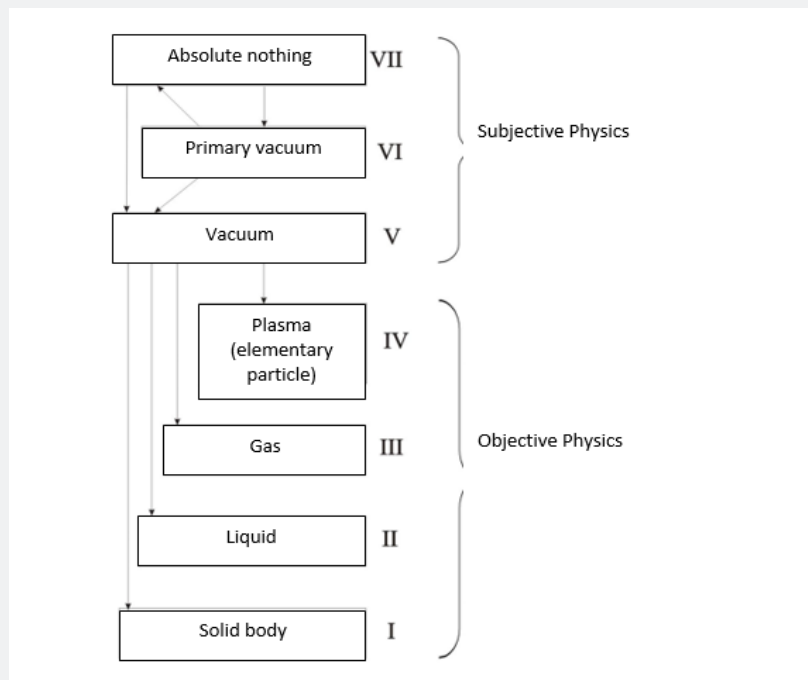 Absolute nothing VII
Subjective Physics
Primary vacuum VI
Vacuum V
Plasma
(elementary
particle)
IV
Gas III
Objective Physics
Liquid II
Solid body I